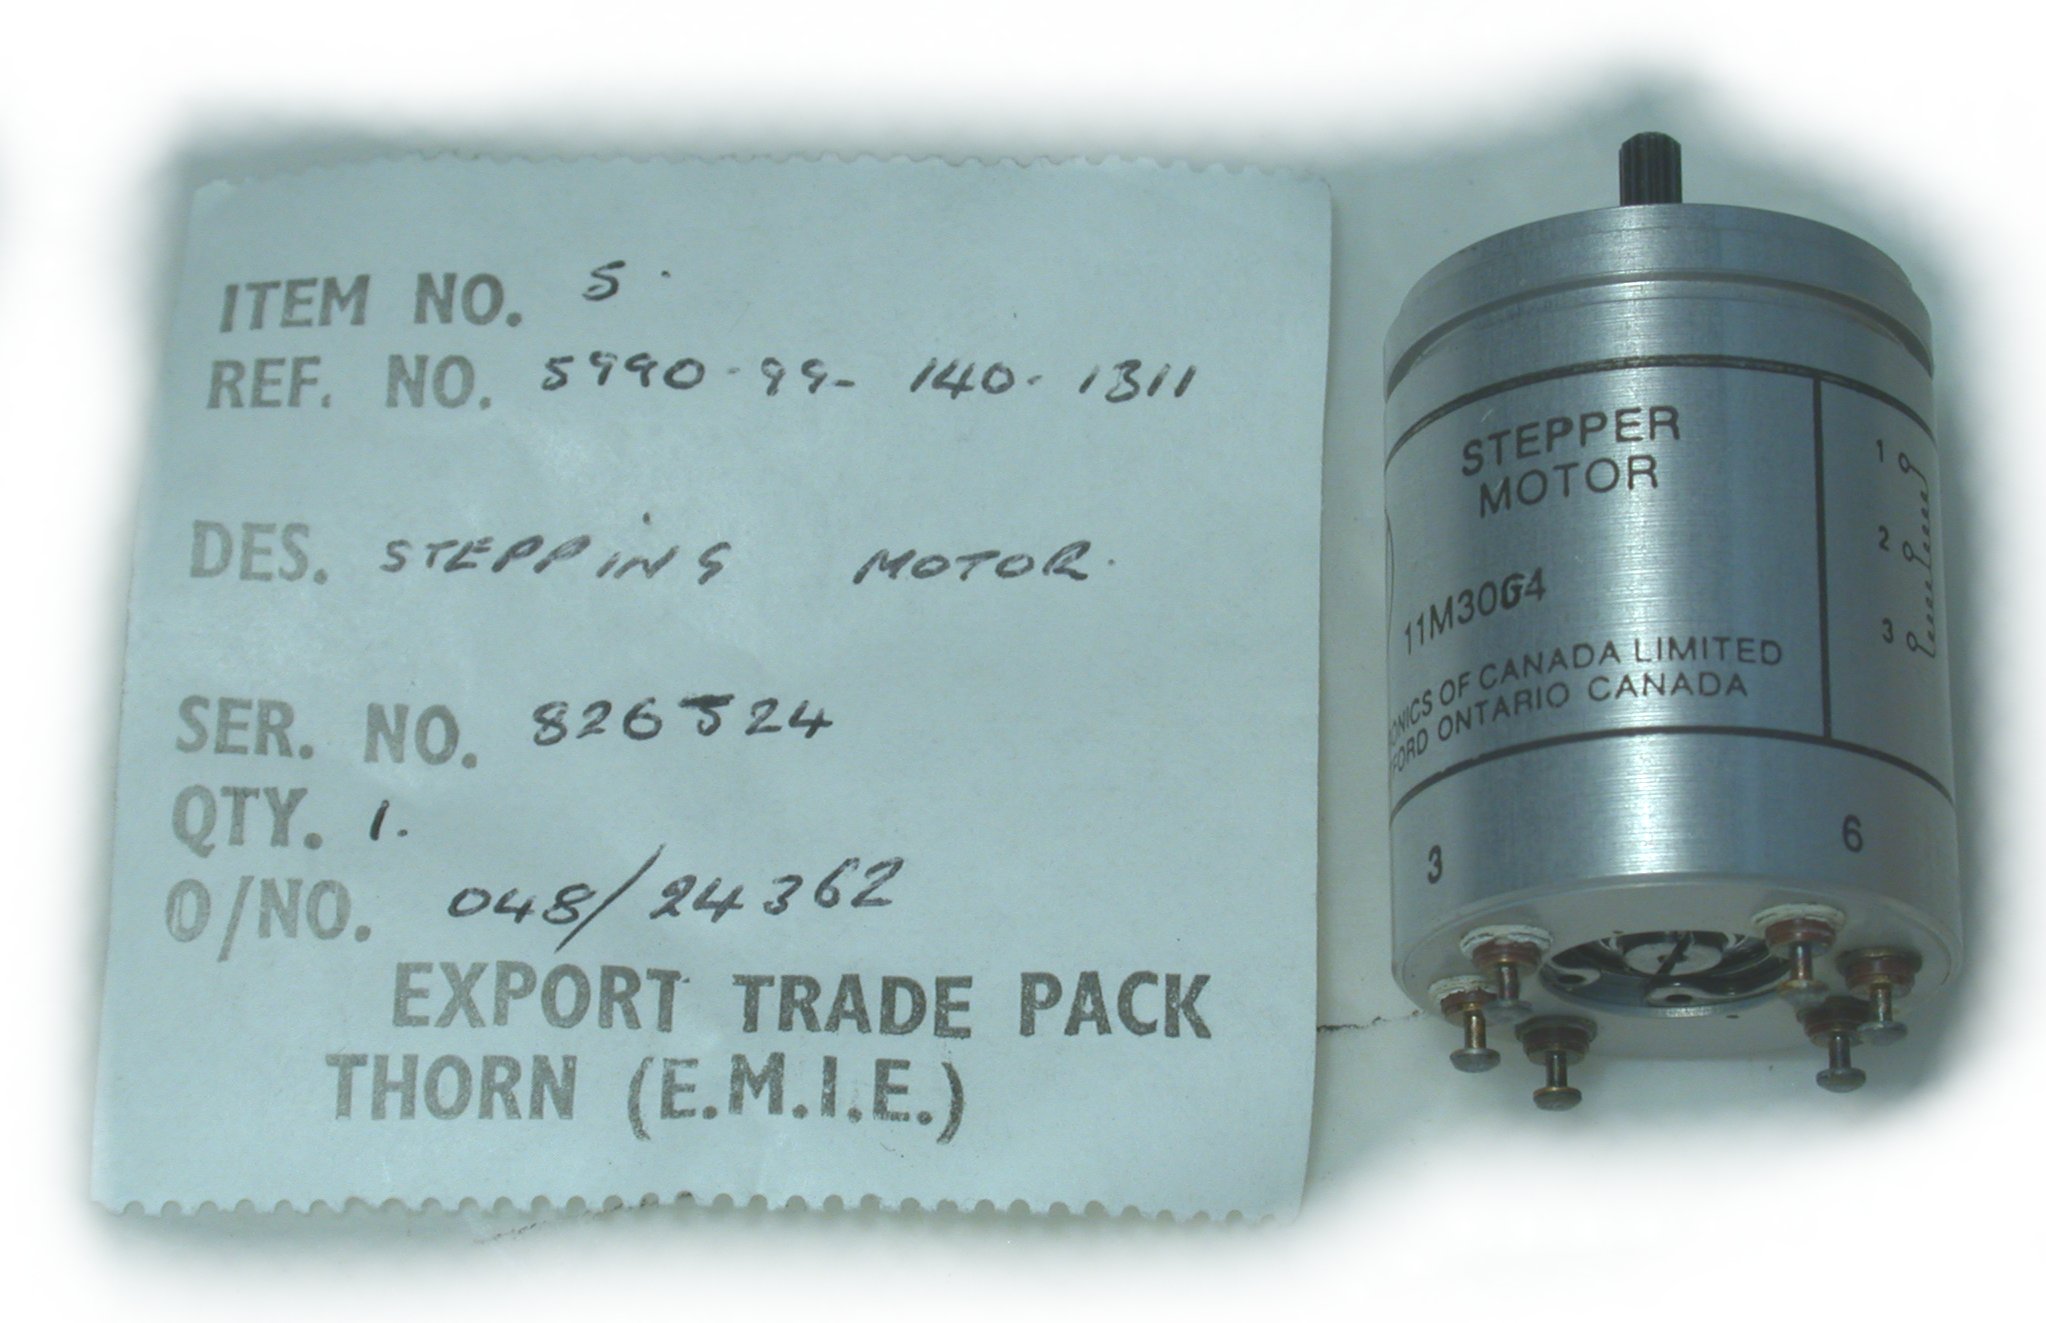 ITEM NO. 5.
REF. NO. 5990-99-140-1311
DES. STEPPING MOTOR.
SER. NO. 826524
QTY. 1.
O/NO. 048/24362
EXPORT TRADE PACK
THORN (E.M.I.E.)
STEPPER
MOTOR
11M30G4
ONICS OF CANADA LIMITED
FORD ONTARIO CANADA
1
2
3
3
6